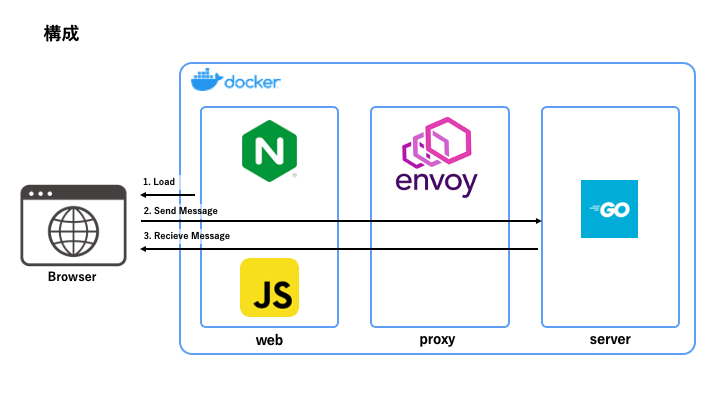 構成
docker
N
envoy
GO
1. Load
2. Send Message
3. Recieve Message
Browser
JS
web
proxy
server